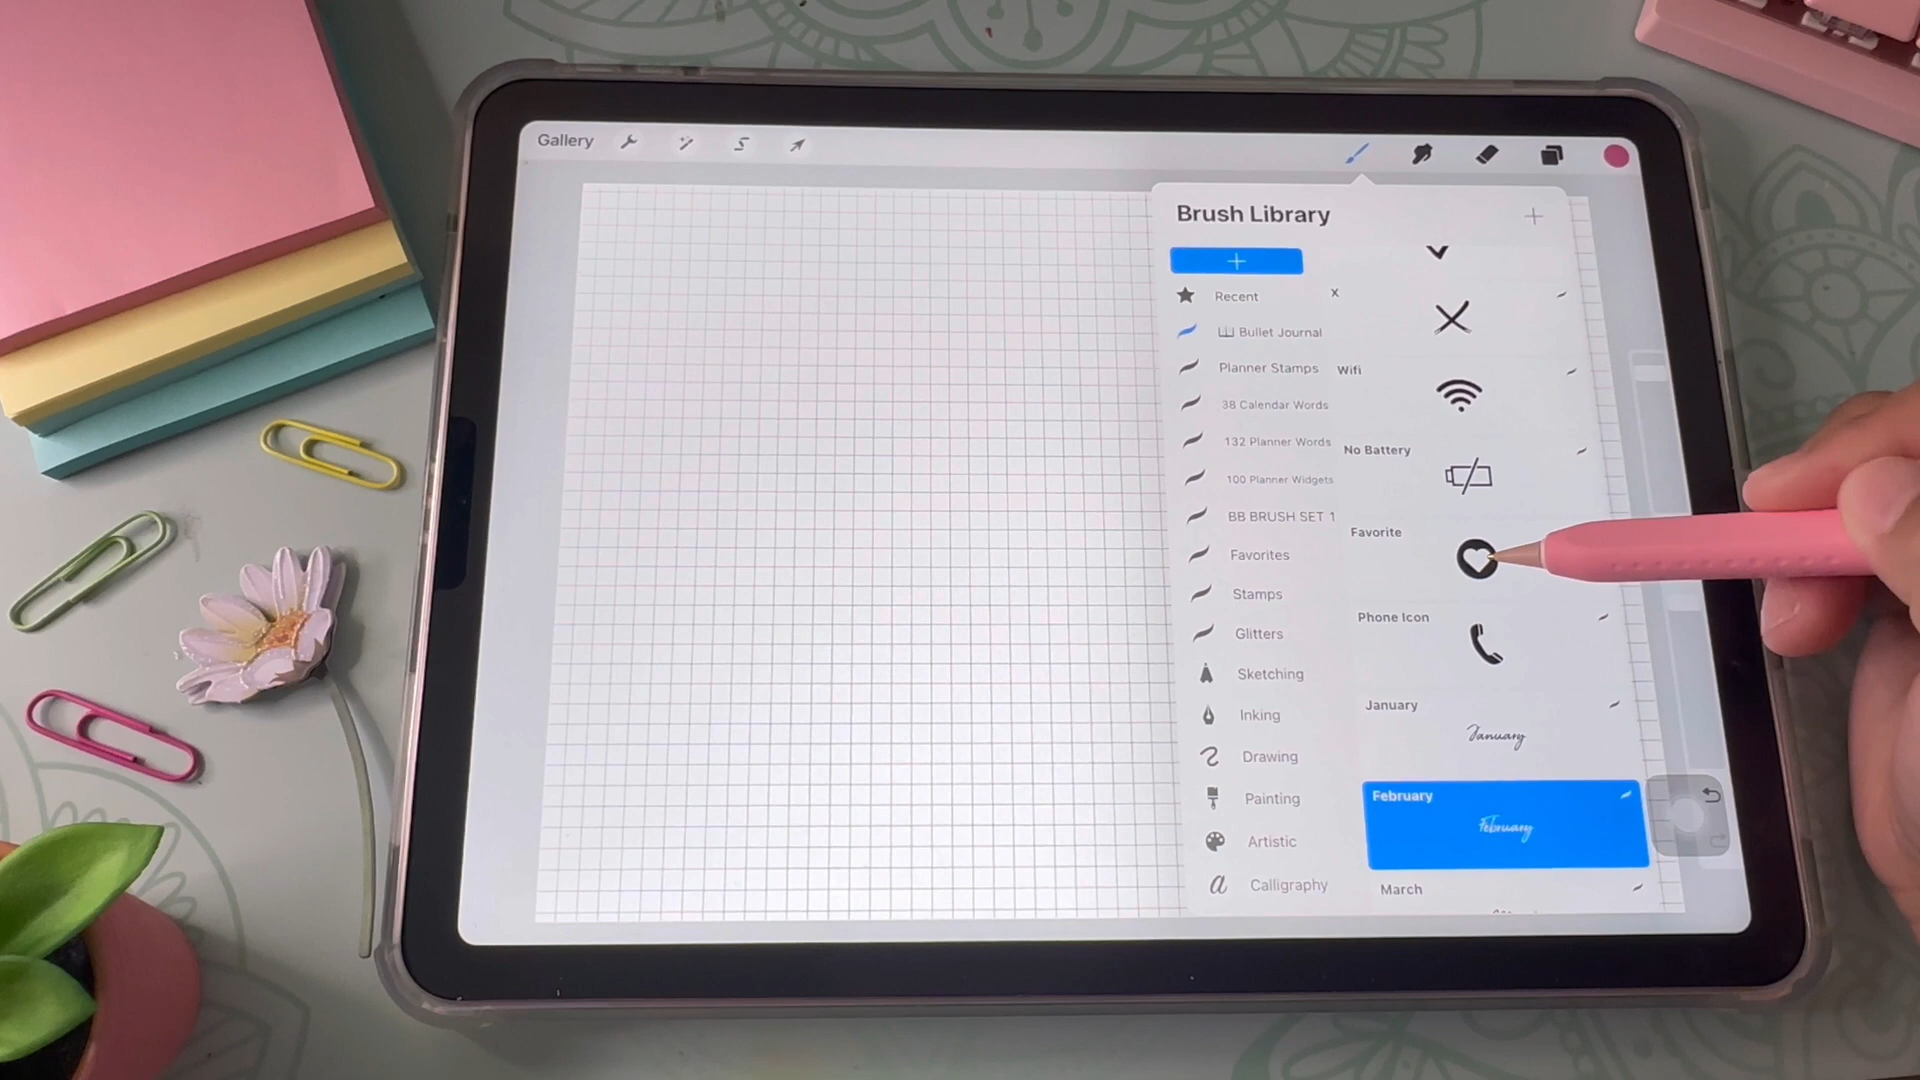 Gallery
Brush Library
Recent
Bullet Journal
Planner Stamps
38 Calendar Words
132 Planner Words
100 Planner Widgets
BB BRUSH SET 1
Favorites
Stamps
Glitters
Sketching
Inking
Drawing
Painting
Artistic
Calligraphy
X
Wifi
No Battery
Favorite
Phone Icon
January
January
February
February
March